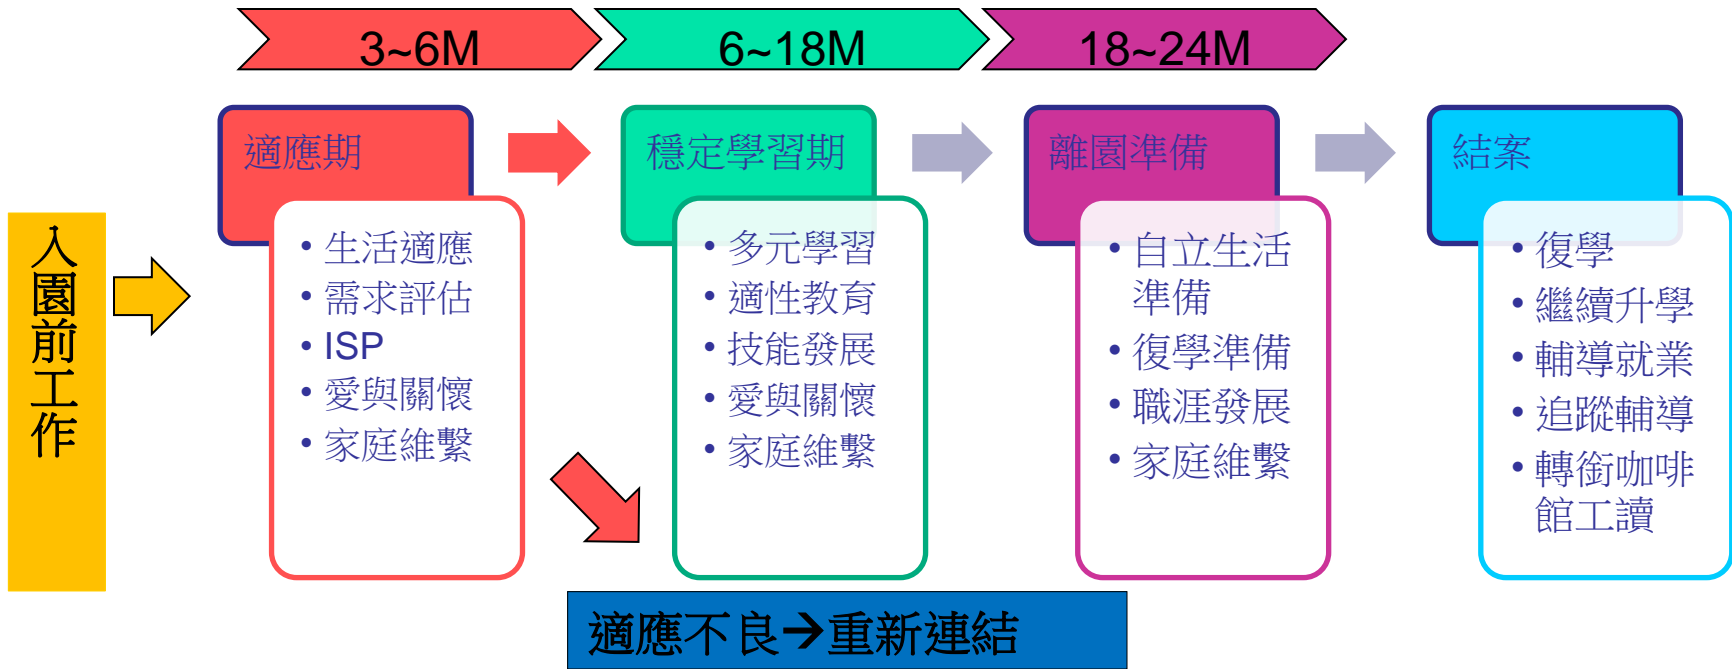 3~6M
6~18M
18~24M
入園前工作
適應期
• 生活適應
• 需求評估
• ISP
• 愛與關懷
• 家庭維繫
穩定學習期
• 多元學習
• 適性教育
• 技能發展
• 愛與關懷
• 家庭維繫
離園準備
• 自立生活
準備
• 復學準備
• 職涯發展
• 家庭維繫
結案
• 復學
• 繼續升學
• 輔導就業
• 追蹤輔導
• 轉銜咖啡
館工讀
適應不良→重新連結